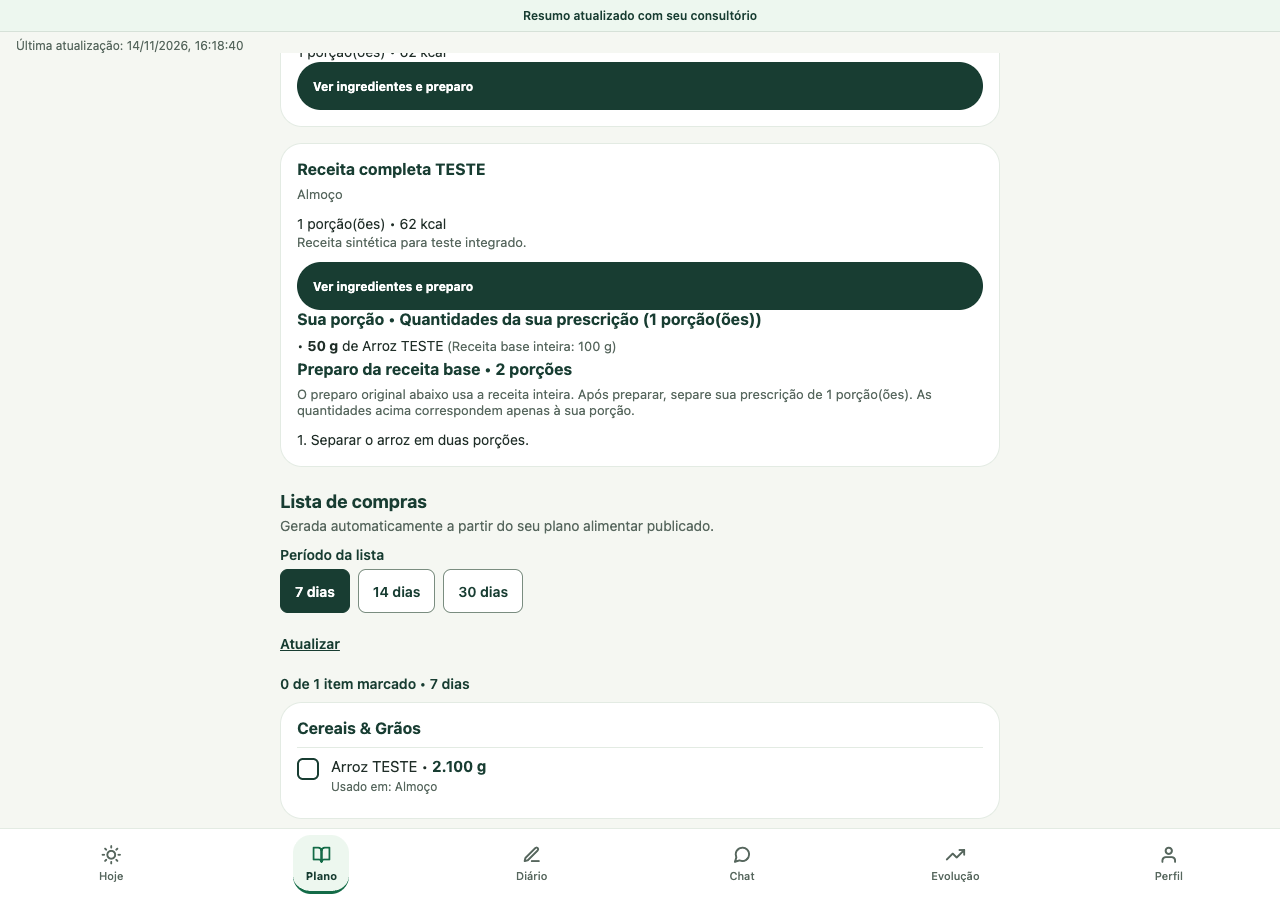 Resumo atualizado com seu consultório
Última atualização: 14/11/2026, 16:18:40
1 porção(ões) • 62 kcal
Ver ingredientes e preparo
Receita completa TESTE
Almoço
1 porção(ões) • 62 kcal
Receita sintética para teste integrado.
Ver ingredientes e preparo
Sua porção • Quantidades da sua prescrição (1 porção(ões))
• 50 g de Arroz TESTE (Receita base inteira: 100 g)
Preparo da receita base • 2 porções
O preparo original abaixo usa a receita inteira. Após preparar, separe sua prescrição de 1 porção(ões). As
quantidades acima correspondem apenas à sua porção.
1. Separar o arroz em duas porções.
Lista de compras
Gerada automaticamente a partir do seu plano alimentar publicado.
Período da lista
7 dias
14 dias
30 dias
Atualizar
0 de 1 item marcado • 7 dias
Cereais & Grãos
Arroz TESTE • 2.100 g
Usado em: Almoço
Hoje
Plano
Diário
Chat
Evolução
Perfil